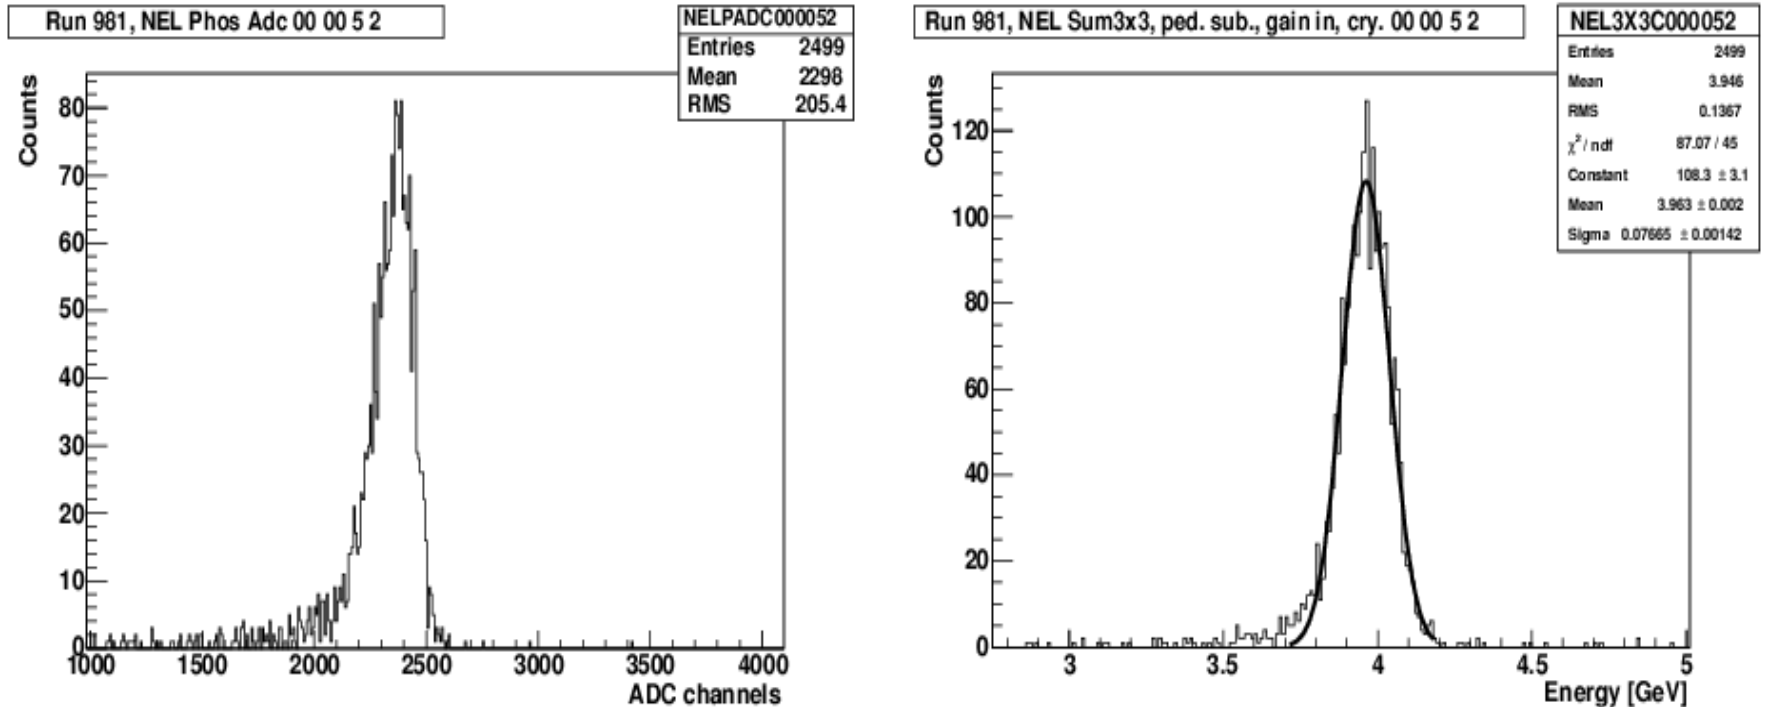 Run 981, NEL Phos Adc 00 00 5 2
NELPADC000052
Entries 2499
Mean 2298
RMS 205.4
Counts
80
70
60
50
40
30
20
10
0
1000 1500 2000 2500 3000 3500 4000
ADC channels
Run 981, NEL Sum3x3, ped. sub., gain in, cry. 00 00 5 2
NEL3X3C000052
Entries 2499
Mean 3.946
RMS 0.1367
χ² / ndf 87.07 / 45
Constant 108.3 ± 3.1
Mean 3.963 ± 0.002
Sigma 0.07665 ± 0.00142
Counts
120
100
80
60
40
20
0
3 3.5 4 4.5 5
Energy [GeV]